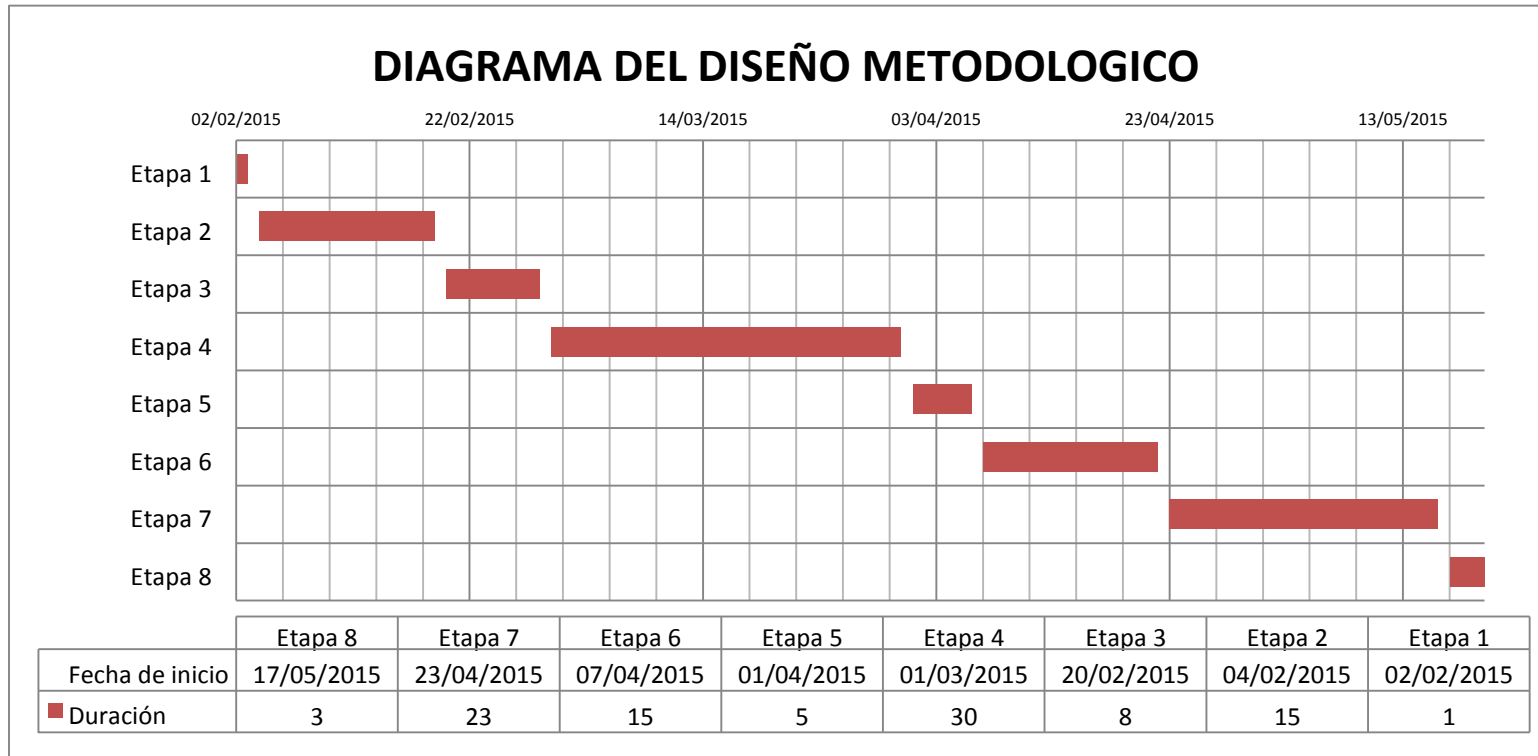 DIAGRAMA DEL DISEÑO METODOLOGICO
02/02/2015 22/02/2015 14/03/2015 03/04/2015 23/04/2015 13/05/2015
Etapa 1
Etapa 2
Etapa 3
Etapa 4
Etapa 5
Etapa 6
Etapa 7
Etapa 8
Etapa 8 Etapa 7 Etapa 6 Etapa 5 Etapa 4 Etapa 3 Etapa 2 Etapa 1
Fecha de inicio 17/05/2015 23/04/2015 07/04/2015 01/04/2015 01/03/2015 20/02/2015 04/02/2015 02/02/2015
Duración 3 23 15 5 30 8 15 1